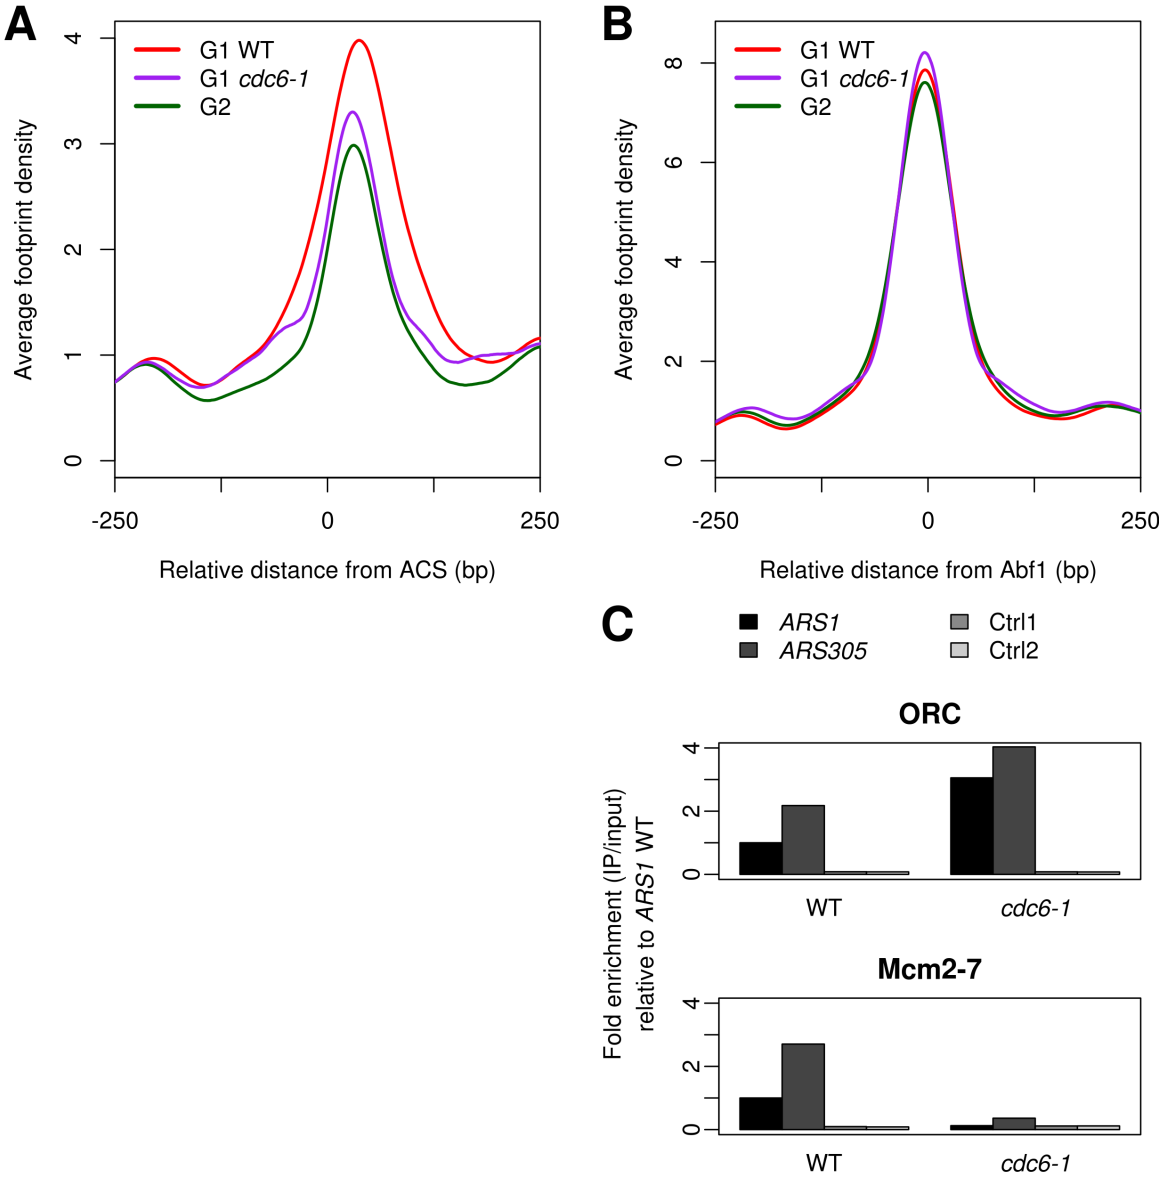 A
G1 WT
G1 cdc6-1
G2
Average footprint density
4
3
2
1
0
-250
0
250
Relative distance from ACS (bp)
B
G1 WT
G1 cdc6-1
G2
Average footprint density
8
6
4
2
0
-250
0
250
Relative distance from Abf1 (bp)
C
ARS1
ARS305
Ctrl1
Ctrl2
Fold enrichment (IP/input)
relative to ARS1 WT
ORC
4
2
0
WT
cdc6-1
Mcm2-7
4
2
0
WT
cdc6-1